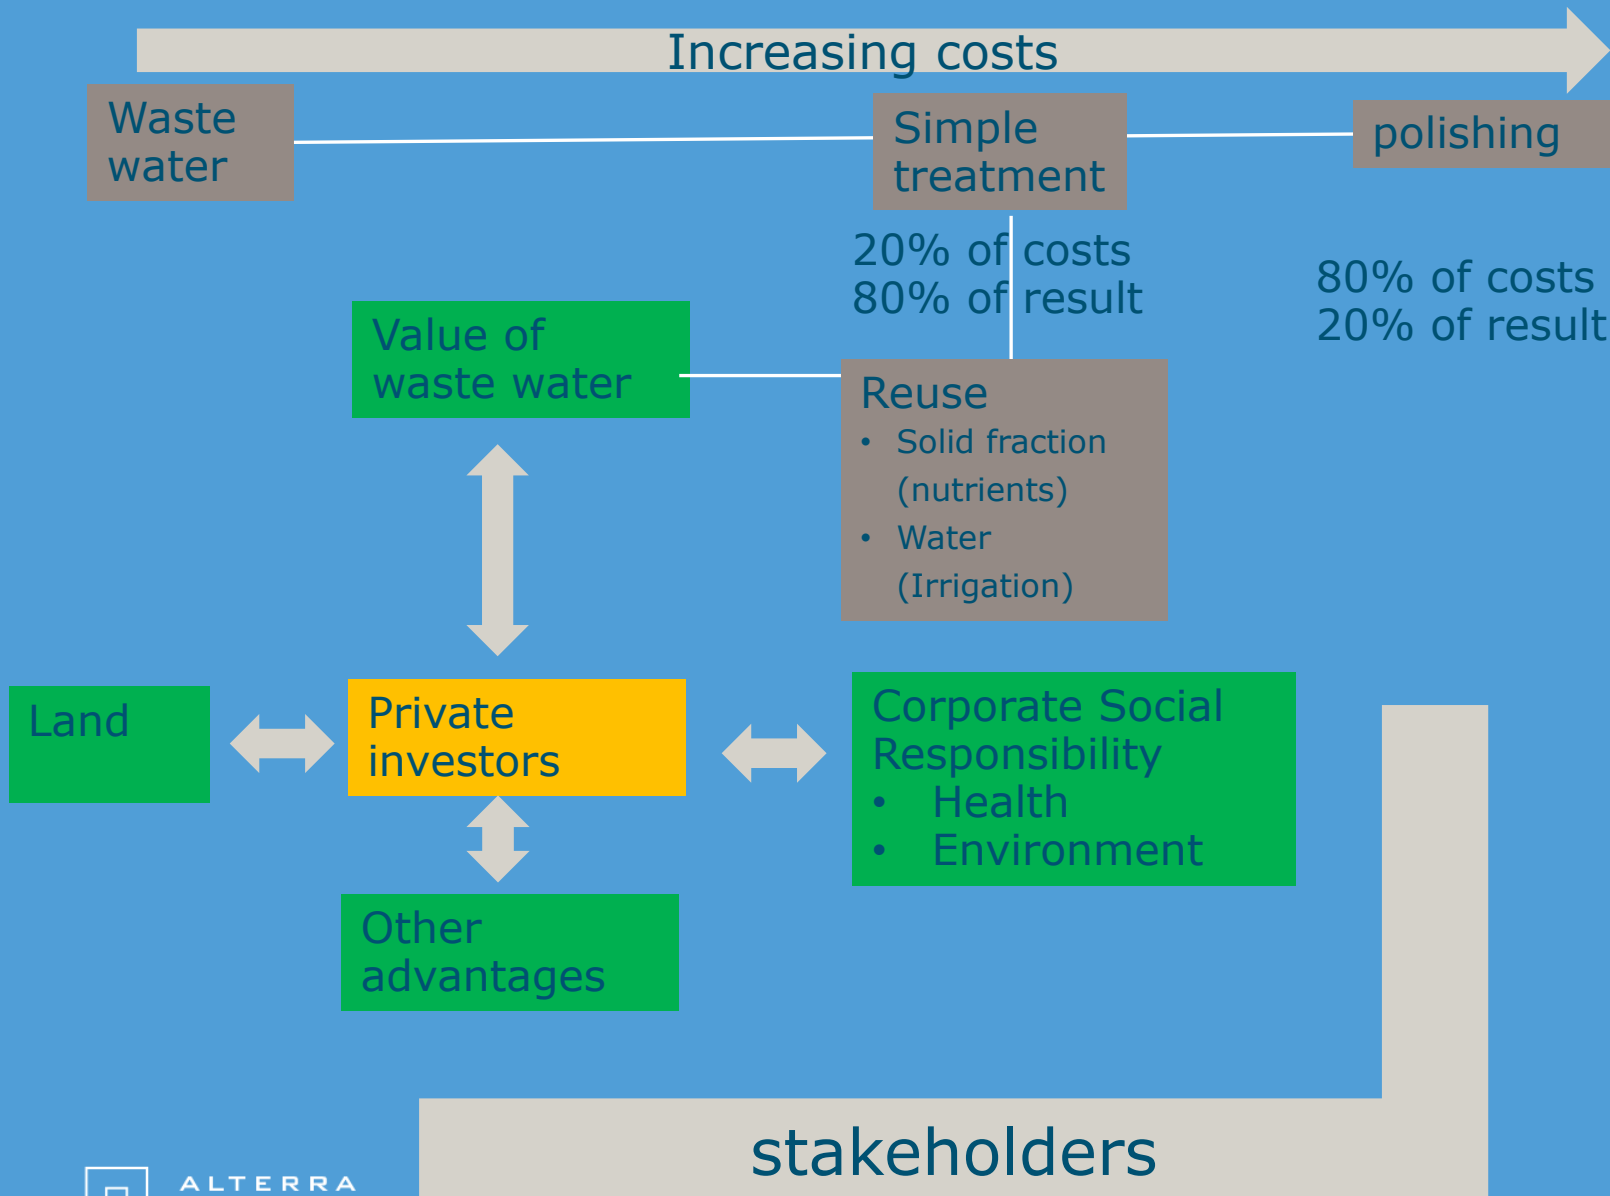 Increasing costs
Waste
water
Simple
treatment
polishing
20% of costs
80% of result
80% of costs
20% of result
Value of
waste water
Reuse
• Solid fraction
(nutrients)
• Water
(Irrigation)
Land
Private
investors
Corporate Social
Responsibility
• Health
• Environment
Other
advantages
stakeholders
ALTERRA